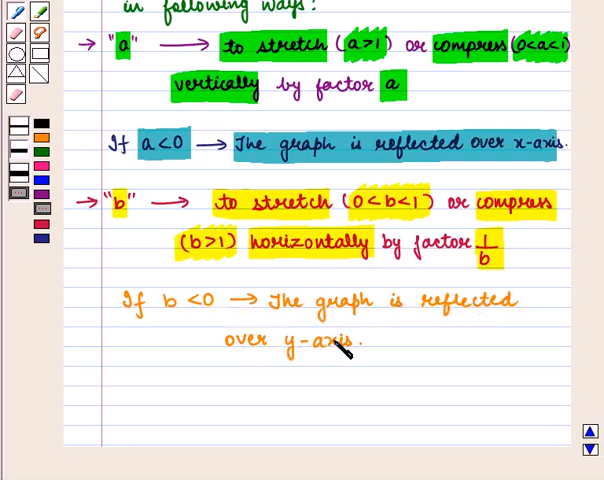 in following ways:
→ "a" → to stretch (a>1) or compress (0<a<1)
vertically by factor a
If a<0 → The graph is reflected over x-axis.
→ "b" → to stretch (0<b<1) or compress
(b>1) horizontally by factor 1/b
If b<0 → The graph is reflected
over y-axis.